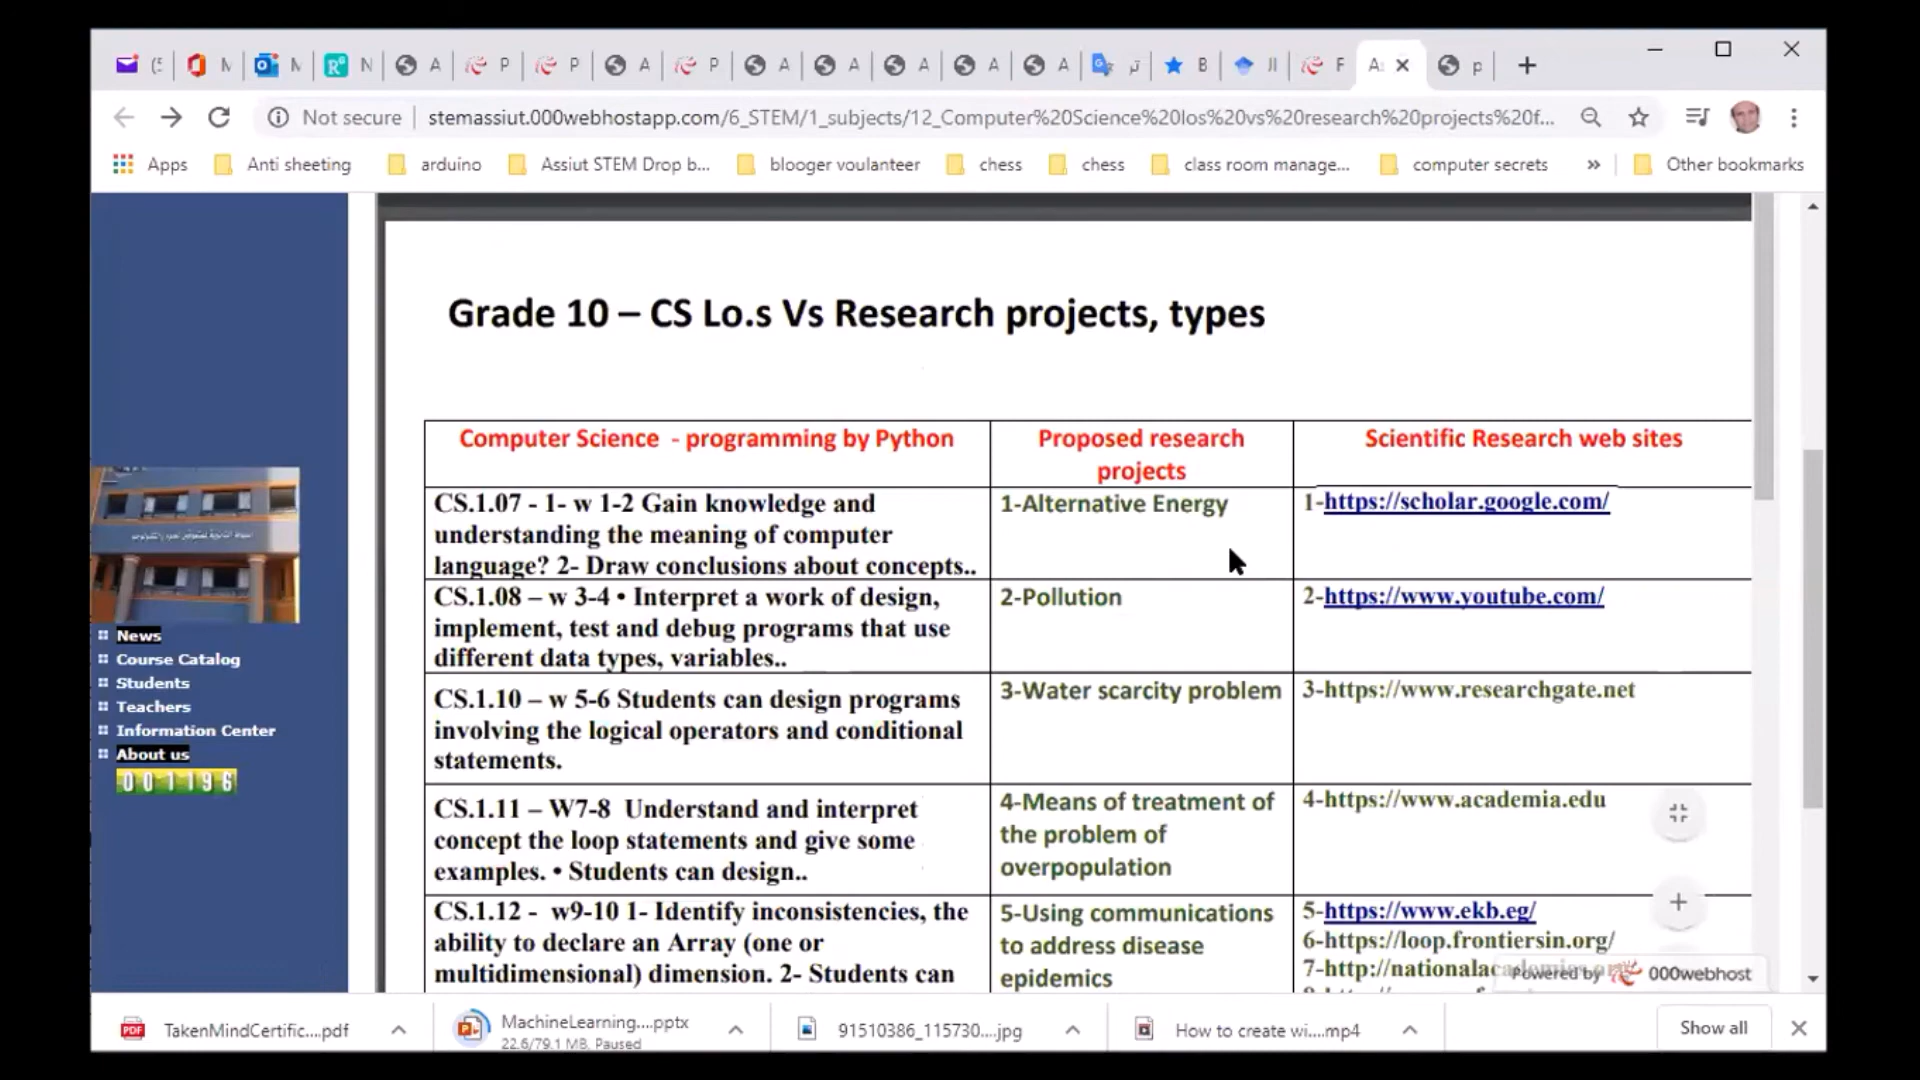 (5
M
M
N
A
P
P
A
P
A
A
A
A
A
تر
B
JI
F
A:
p
Not secure
stemassiut.000webhostapp.com/6_STEM/1_subjects/12_Computer%20Science%20los%20vs%20research%20projects%20f...
Apps
Anti sheeting
arduino
Assiut STEM Drop b...
blooger voulanteer
chess
chess
class room manage...
computer secrets
»
Other bookmarks
Grade 10 – CS Lo.s Vs Research projects, types
Computer Science - programming by Python
Proposed research
projects
Scientific Research web sites
CS.1.07 - 1- w 1-2 Gain knowledge and
understanding the meaning of computer
language? 2- Draw conclusions about concepts..
1-Alternative Energy
1-https://scholar.google.com/
CS.1.08 – w 3-4 • Interpret a work of design,
implement, test and debug programs that use
different data types, variables..
2-Pollution
2-https://www.youtube.com/
CS.1.10 – w 5-6 Students can design programs
involving the logical operators and conditional
statements.
3-Water scarcity problem
3-https://www.researchgate.net
CS.1.11 – W7-8 Understand and interpret
concept the loop statements and give some
examples. • Students can design..
4-Means of treatment of
the problem of
overpopulation
4-https://www.academia.edu
CS.1.12 - w9-10 1- Identify inconsistencies, the
ability to declare an Array (one or
multidimensional) dimension. 2- Students can
5-Using communications
to address disease
epidemics
5-https://www.ekb.eg/
6-https://loop.frontiersin.org/
7-http://nationalacademies.org
Powered by 000webhost
News
Course Catalog
Students
Teachers
Information Center
About us
001196
TakenMindCertific....pdf
MachineLearning....pptx
22.6/79.1 MB, Paused
91510386_115730....jpg
How to create wi....mp4
Show all